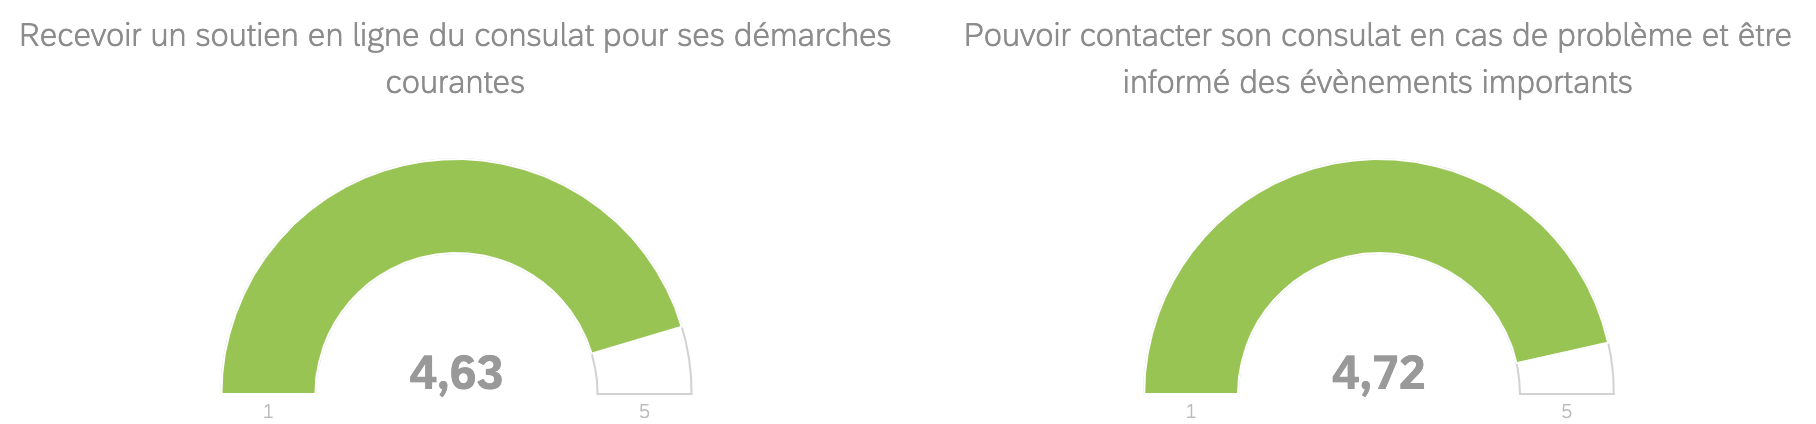 Recevoir un soutien en ligne du consulat pour ses démarches
courantes
4,63
1
5
Pouvoir contacter son consulat en cas de problème et être
informé des évènements importants
4,72
1
5